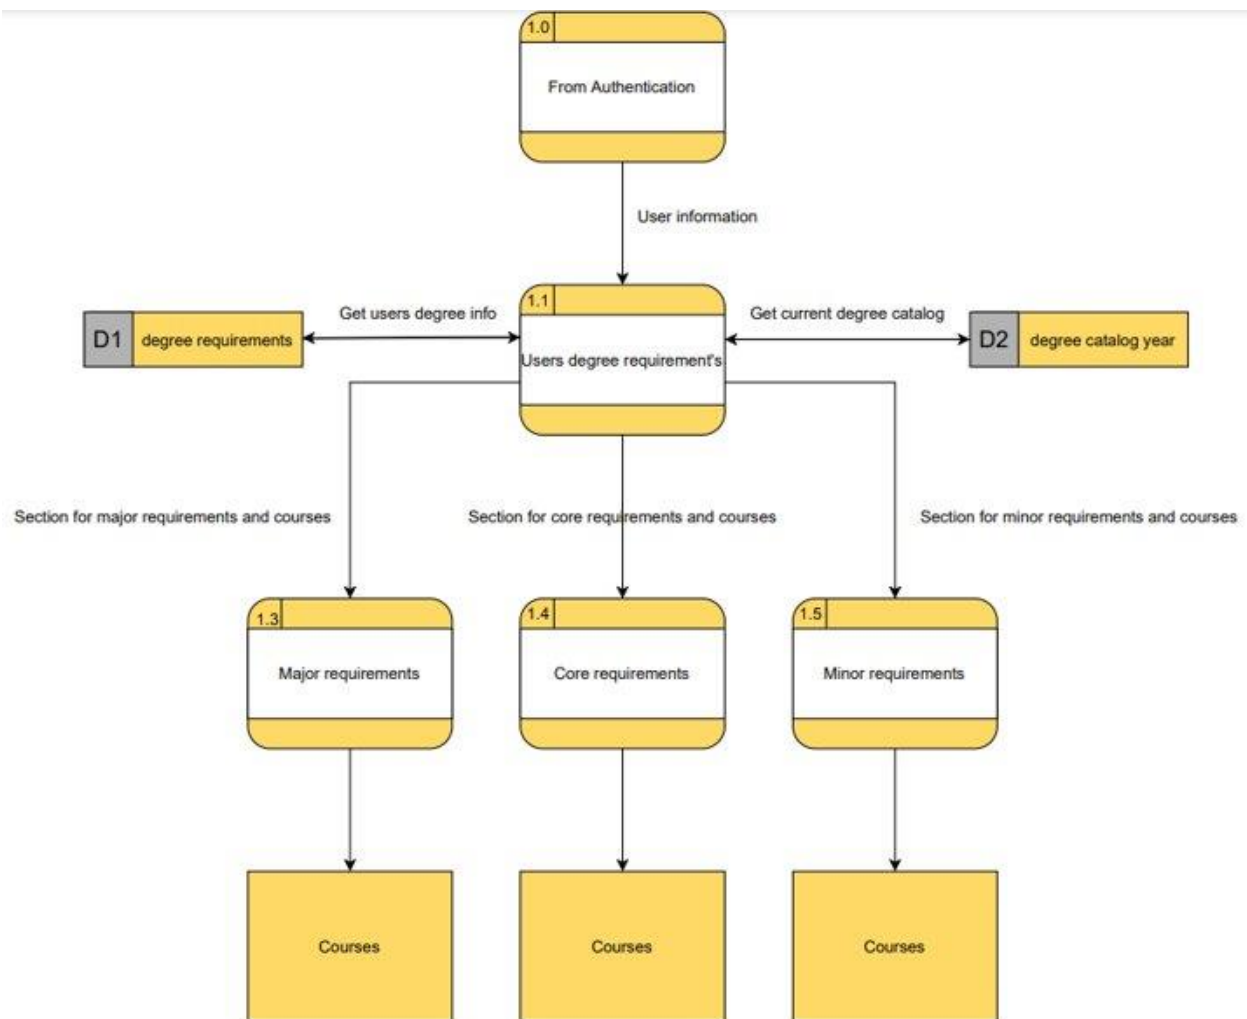 1.0
From Authentication
User information
1.1
Get users degree info
Get current degree catalog
D1
degree requirements
Users degree requirement's
D2
degree catalog year
Section for major requirements and courses
Section for core requirements and courses
Section for minor requirements and courses
1.3
1.4
1.5
Major requirements
Core requirements
Minor requirements
Courses
Courses
Courses